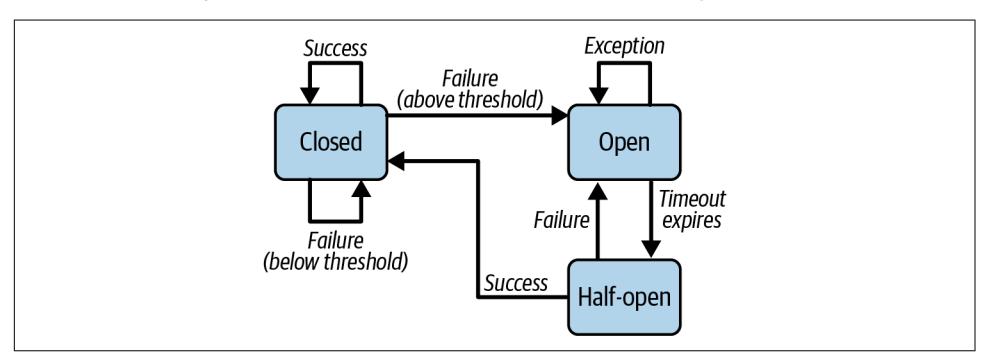 Success
Exception
Failure
(above threshold)
Closed
Open
Timeout
expires
Failure
Failure
(below threshold)
Success
Half-open